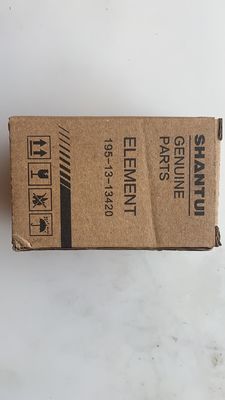 SHANTUI
GENUINE
PARTS
ELEMENT
195-13-13420